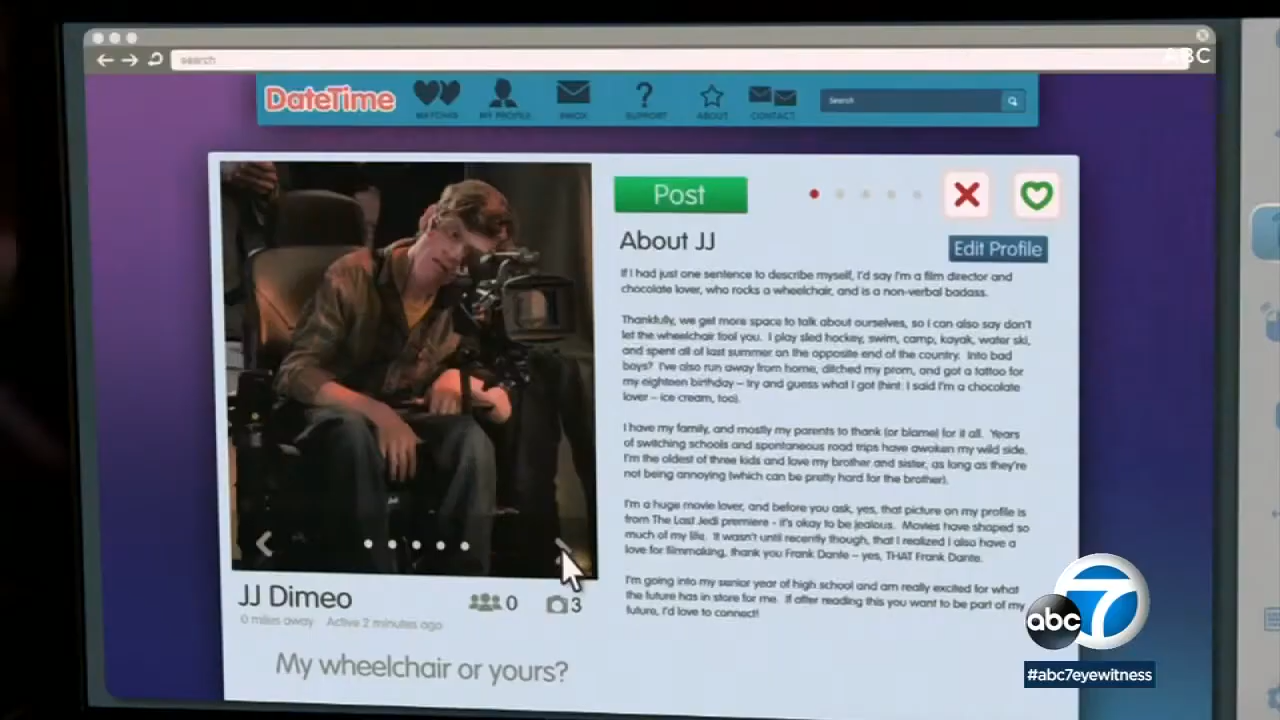 search
ABC
DateTime
MATCHES
MY PROFILE
INBOX
SUPPORT
ABOUT
CONTACT
Search
Post
About JJ
Edit Profile
If I had just one sentence to describe myself, I'd say I'm a film director and
chocolate lover, who rocks a wheelchair, and is a non-verbal badass.
Thankfully, we get more space to talk about ourselves, so I can also say don't
let the wheelchair fool you. I play sled hockey, swim, camp, kayak, water ski,
and spent all of last summer on the opposite end of the country. Into bad
boys? I've also run away from home, ditched my prom, and got a tattoo for
my eighteen birthday – try and guess what I got (hint: I said I'm a chocolate
lover – ice cream, too).
I have my family, and mostly my parents to thank (or blame) for it all. Years
of switching schools and spontaneous road trips have awoken my wild side.
I'm the oldest of three kids and love my brother and sister, as long as they're
not being annoying (which can be pretty hard for the brother).
I'm a huge movie lover, and before you ask, yes, that picture on my profile is
from The Last Jedi premiere - it's okay to be jealous. Movies have shaped so
much of my life. It wasn't until recently though, that I realized I also have a
love for filmmaking, thank you Frank Dante – yes, THAT Frank Dante.
I'm going into my senior year of high school and am really excited for what
the future has in store for me. If after reading this you want to be part of my
future, I'd love to connect!
JJ Dimeo
0
3
0 miles away Active 2 minutes ago
My wheelchair or yours?
abc 7
#abc7eyewitness